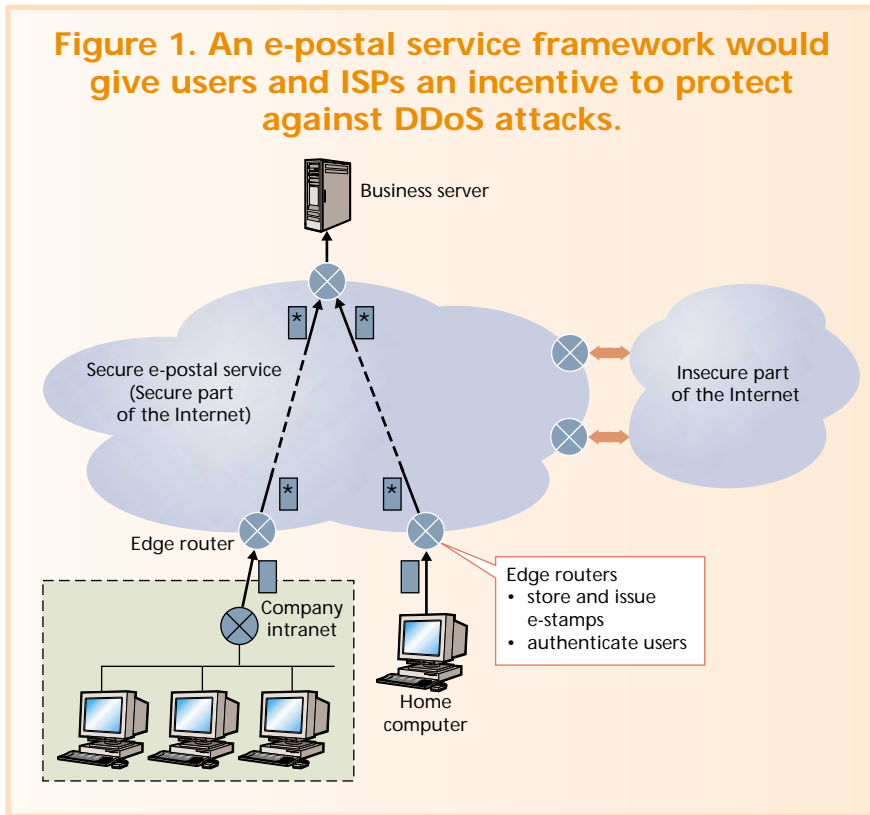 Figure 1. An e-postal service framework would
give users and ISPs an incentive to protect
against DDoS attacks.
Business server
*
*
Secure e-postal service
(Secure part
of the Internet)
Insecure part
of the Internet
*
*
Edge router
Edge routers
• store and issue
e-stamps
• authenticate users
Company
intranet
Home
computer